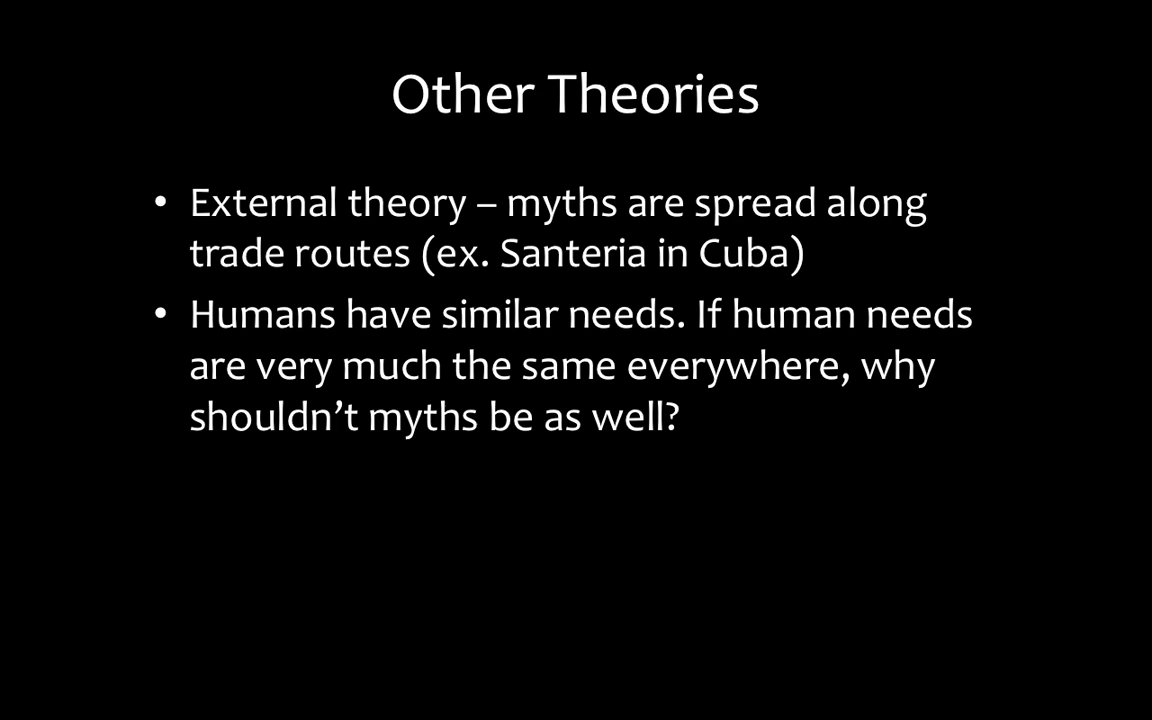 Other Theories
• External theory – myths are spread along
trade routes (ex. Santeria in Cuba)
• Humans have similar needs. If human needs
are very much the same everywhere, why
shouldn’t myths be as well?